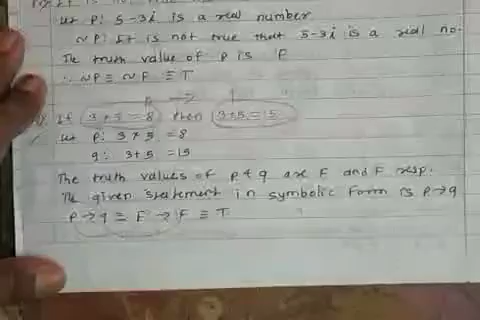 Let P: 5-3i is a real number
~P: It is not true that 5-3i is a real no.
The truth value of P is F
∴ ~P ≡ ~F ≡ T
If 3×5=8 then 3+5=15
Let P: 3×5 =8
q: 3+5 =15
The truth values of P & q are F and F resp.
The given statement in symbolic form is P→q
P→q ≡ F → F ≡ T